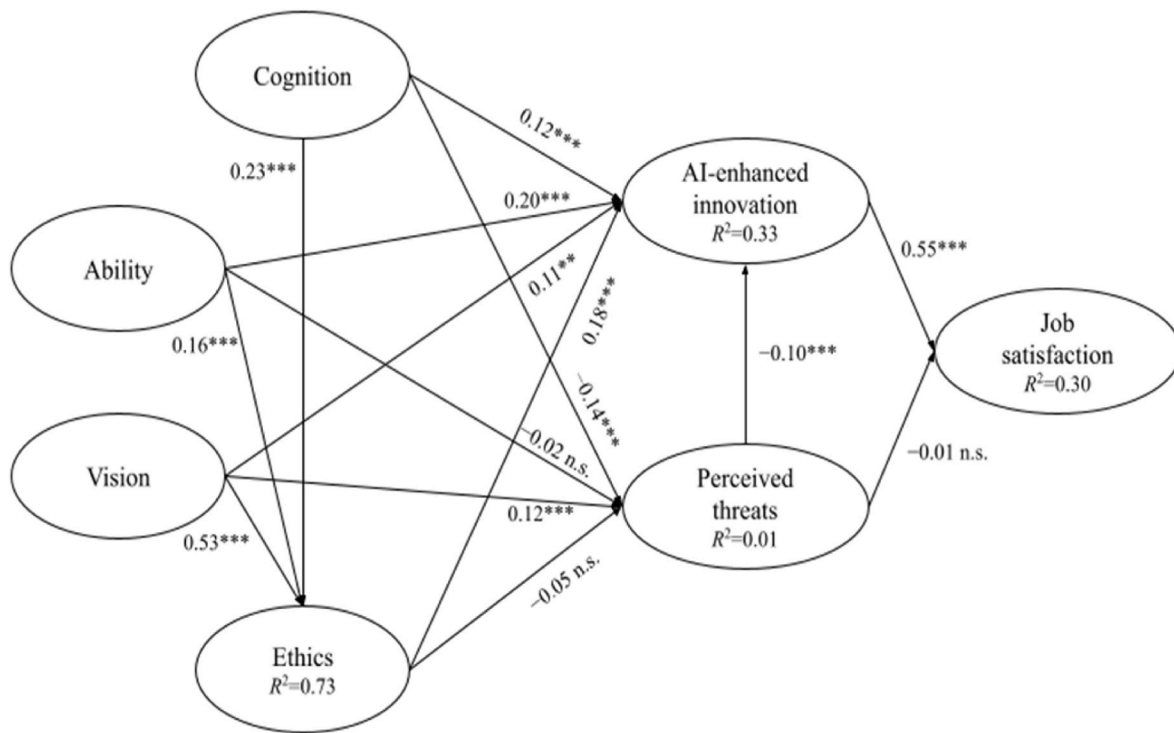 Cognition
0.12***
0.23***
AI-enhanced
innovation
R²=0.33
0.20***
Ability
0.55***
0.11**
0.18***
Job
satisfaction
R²=0.30
0.16***
−0.10***
−0.14***
−0.02 n.s.
Vision
Perceived
threats
R²=0.01
−0.01 n.s.
0.12***
0.53***
−0.05 n.s.
Ethics
R²=0.73